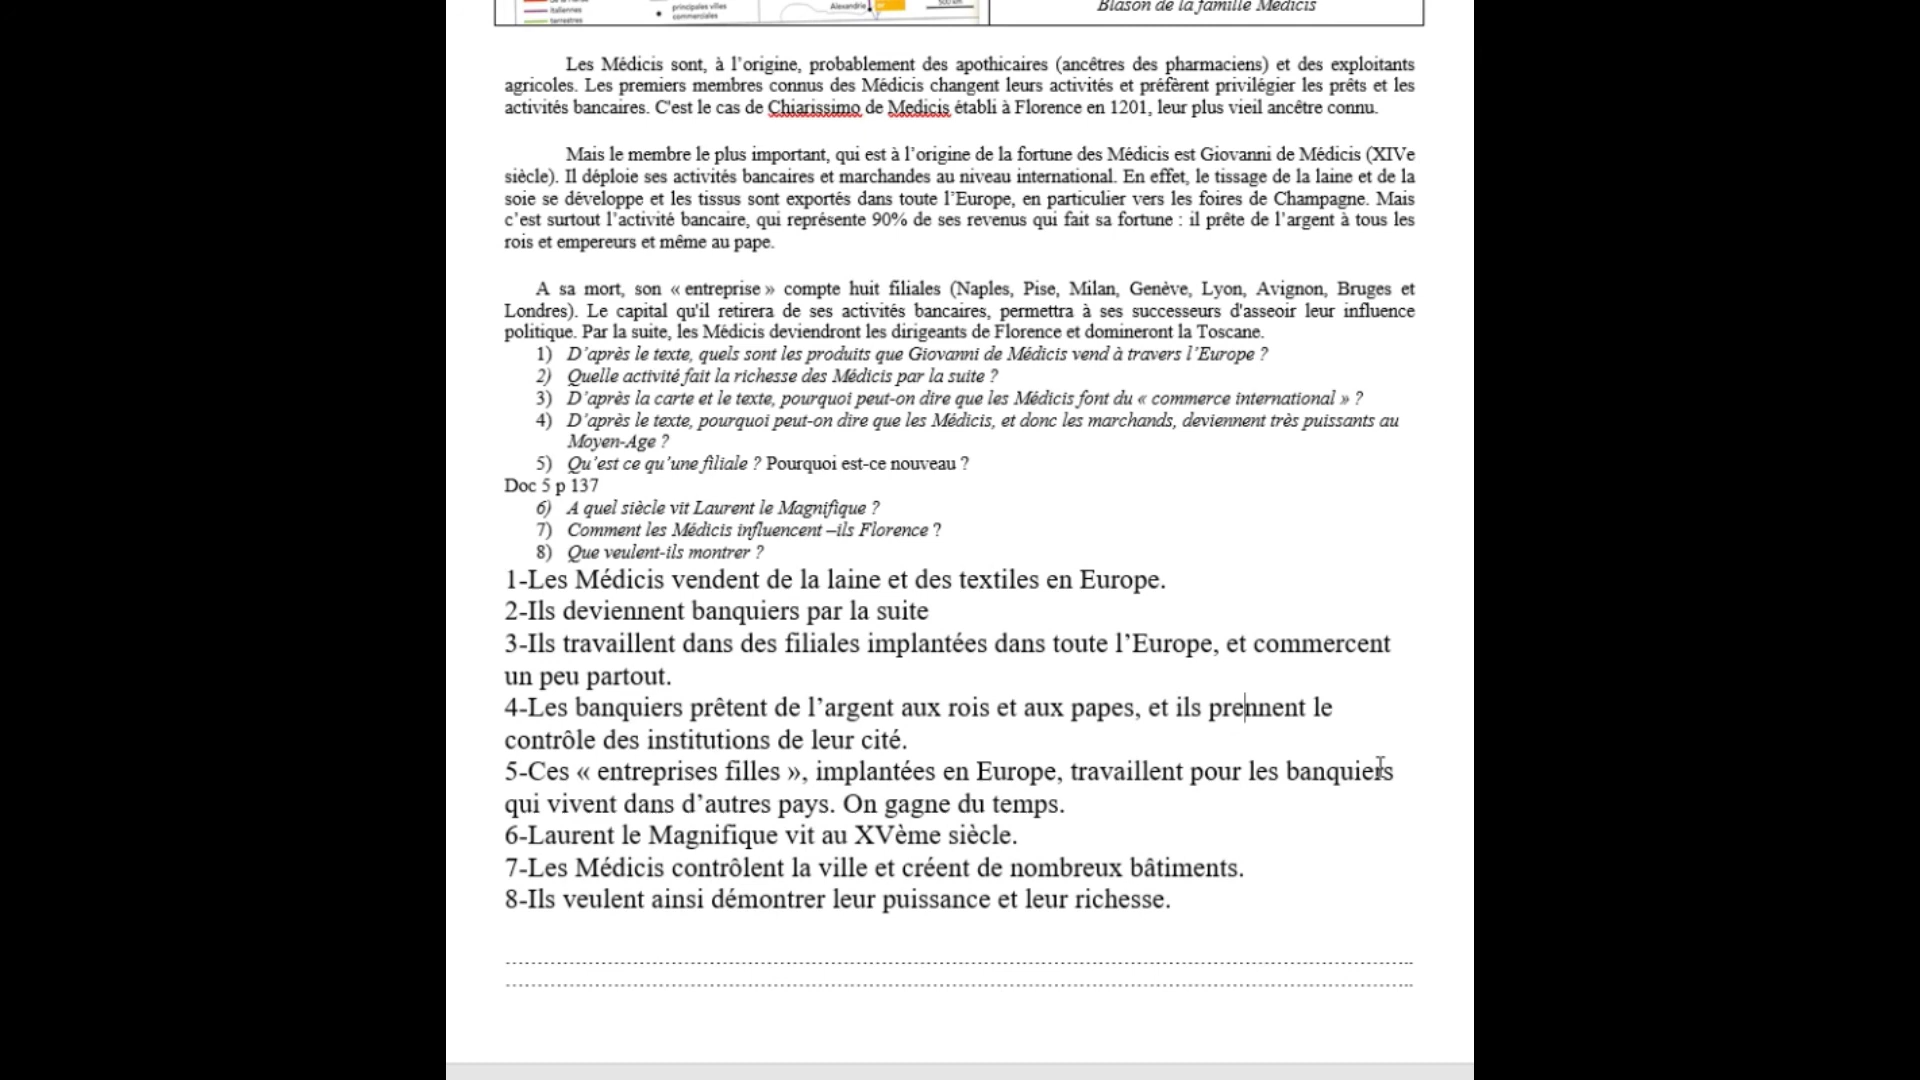 italiennes
terrestres
principales villes
commerciales
Alexandrie
500 km
Blason de la famille Médicis
Les Médicis sont, à l’origine, probablement des apothicaires (ancêtres des pharmaciens) et des exploitants
agricoles. Les premiers membres connus des Médicis changent leurs activités et préfèrent privilégier les prêts et les
activités bancaires. C'est le cas de Chiarissimo de Medicis établi à Florence en 1201, leur plus vieil ancêtre connu.
Mais le membre le plus important, qui est à l’origine de la fortune des Médicis est Giovanni de Médicis (XIVe
siècle). Il déploie ses activités bancaires et marchandes au niveau international. En effet, le tissage de la laine et de la
soie se développe et les tissus sont exportés dans toute l’Europe, en particulier vers les foires de Champagne. Mais
c’est surtout l’activité bancaire, qui représente 90% de ses revenus qui fait sa fortune : il prête de l’argent à tous les
rois et empereurs et même au pape.
A sa mort, son « entreprise » compte huit filiales (Naples, Pise, Milan, Genève, Lyon, Avignon, Bruges et
Londres). Le capital qu'il retirera de ses activités bancaires, permettra à ses successeurs d'asseoir leur influence
politique. Par la suite, les Médicis deviendront les dirigeants de Florence et domineront la Toscane.
1) D’après le texte, quels sont les produits que Giovanni de Médicis vend à travers l’Europe ?
2) Quelle activité fait la richesse des Médicis par la suite ?
3) D’après la carte et le texte, pourquoi peut-on dire que les Médicis font du « commerce international » ?
4) D’après le texte, pourquoi peut-on dire que les Médicis, et donc les marchands, deviennent très puissants au
Moyen-Age ?
5) Qu’est ce qu’une filiale ? Pourquoi est-ce nouveau ?
Doc 5 p 137
6) A quel siècle vit Laurent le Magnifique ?
7) Comment les Médicis influencent –ils Florence ?
8) Que veulent-ils montrer ?
1-Les Médicis vendent de la laine et des textiles en Europe.
2-Ils deviennent banquiers par la suite
3-Ils travaillent dans des filiales implantées dans toute l’Europe, et commercent
un peu partout.
4-Les banquiers prêtent de l’argent aux rois et aux papes, et ils prennent le
contrôle des institutions de leur cité.
5-Ces « entreprises filles », implantées en Europe, travaillent pour les banquiers
qui vivent dans d’autres pays. On gagne du temps.
6-Laurent le Magnifique vit au XVème siècle.
7-Les Médicis contrôlent la ville et créent de nombreux bâtiments.
8-Ils veulent ainsi démontrer leur puissance et leur richesse.